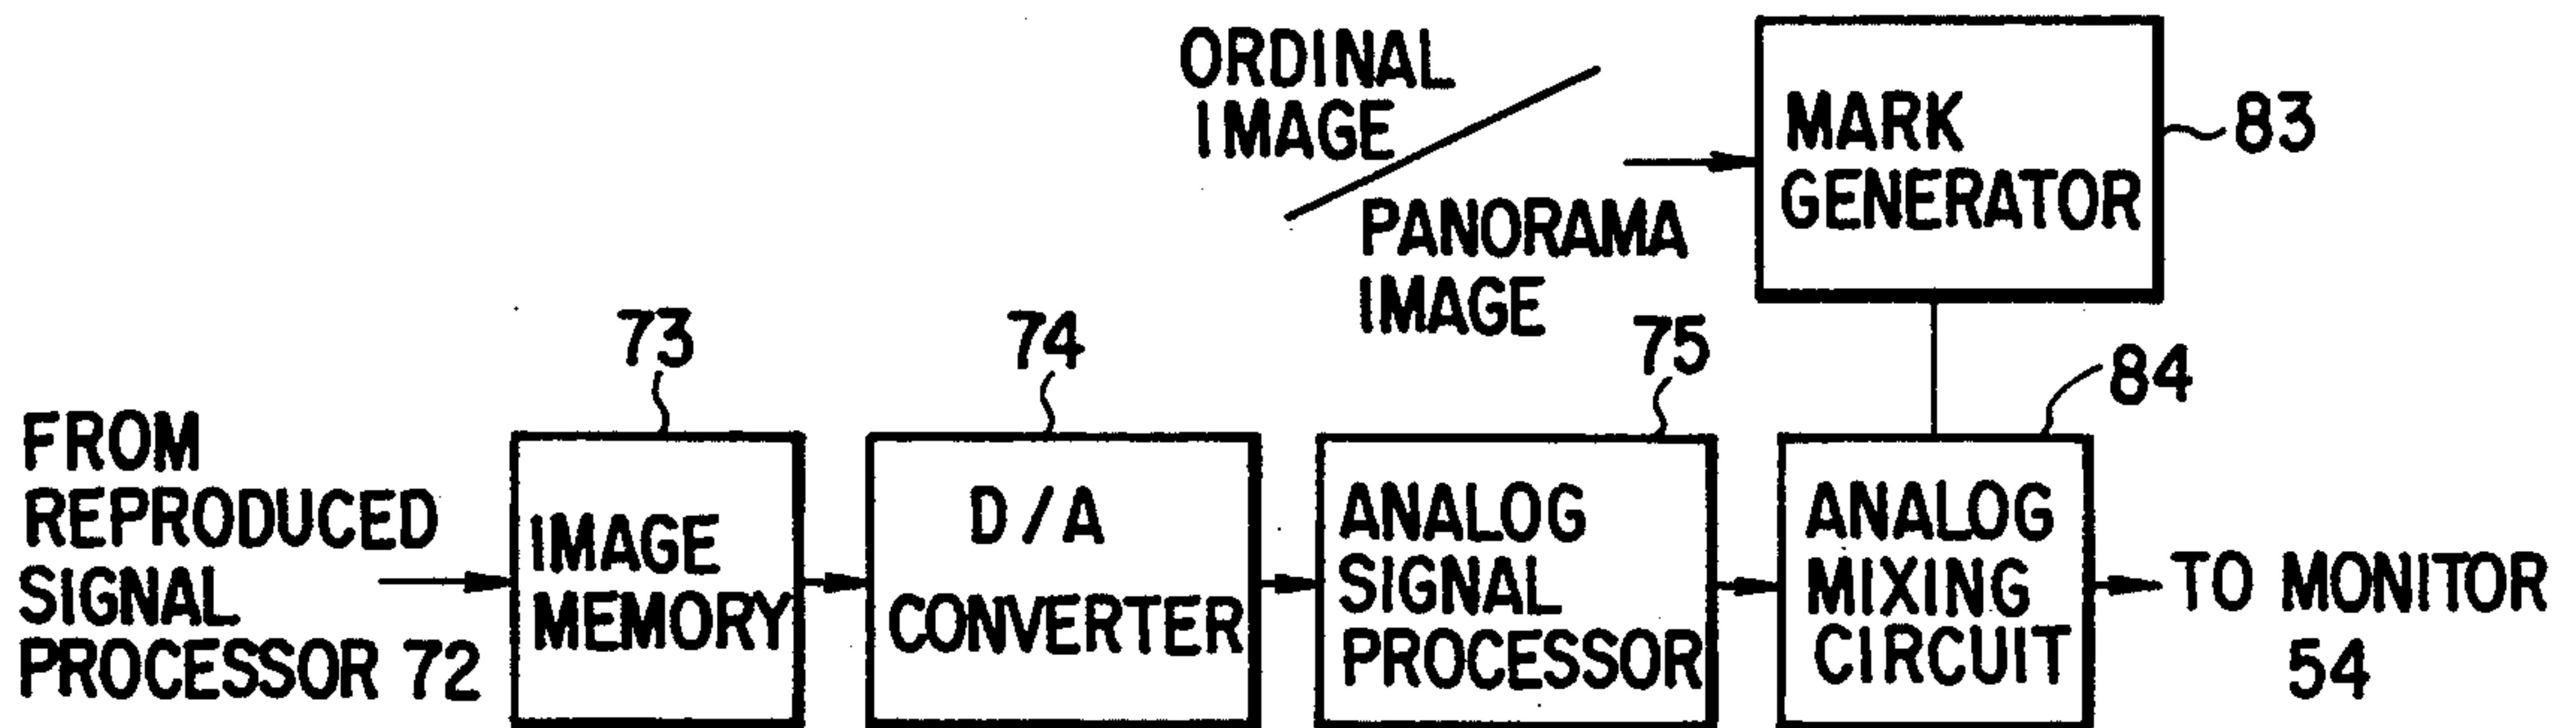 ORDINAL
IMAGE
PANORAMA
IMAGE
MARK
GENERATOR
83
73
74
75
84
FROM
REPRODUCED
SIGNAL
PROCESSOR 72
IMAGE
MEMORY
D/A
CONVERTER
ANALOG
SIGNAL
PROCESSOR
ANALOG
MIXING
CIRCUIT
TO MONITOR
54